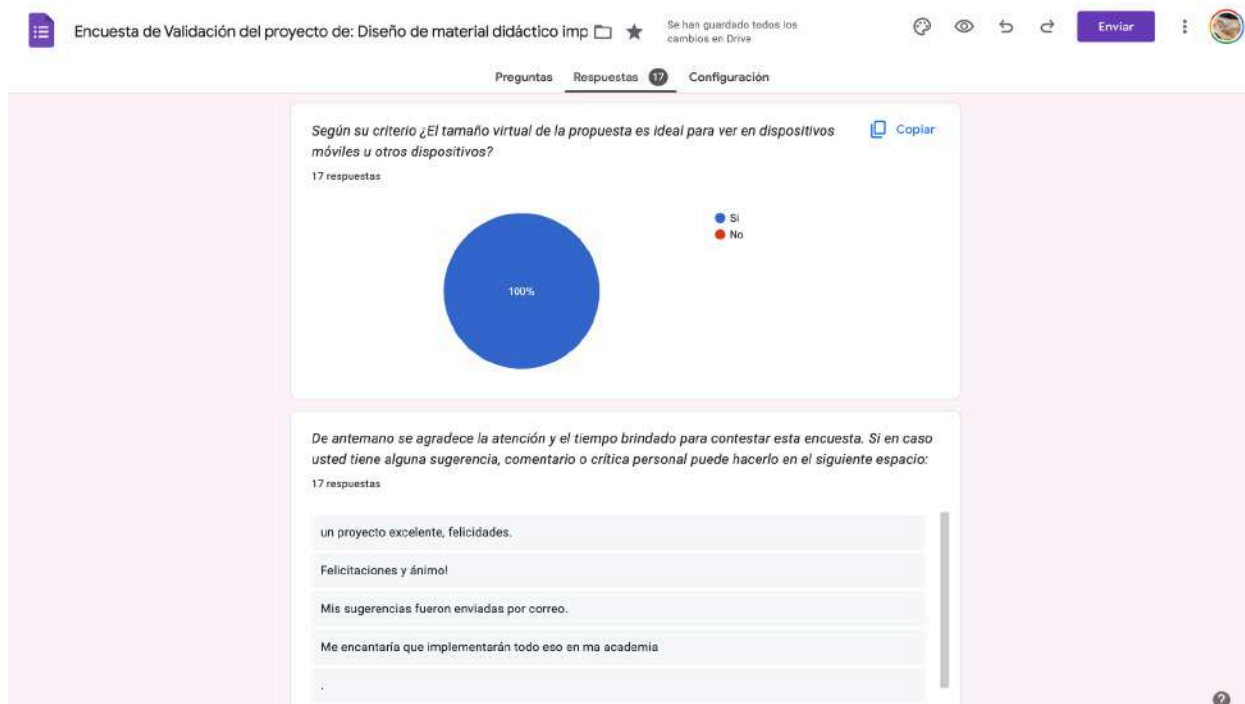 Encuesta de Validación del proyecto de: Diseño de material didáctico imp
Se han guardado todos los
cambios en Drive
Enviar
Preguntas Respuestas 17 Configuración
Según su criterio ¿El tamaño virtual de la propuesta es ideal para ver en dispositivos
móviles u otros dispositivos?
Copiar
17 respuestas
Si
No
100%
De antemano se agradece la atención y el tiempo brindado para contestar esta encuesta. Si en caso
usted tiene alguna sugerencia, comentario o crítica personal puede hacerlo en el siguiente espacio:
17 respuestas
un proyecto excelente, felicidades.
Felicitaciones y ánimo!
Mis sugerencias fueron enviadas por correo.
Me encantaría que implementarán todo eso en ma academia
.